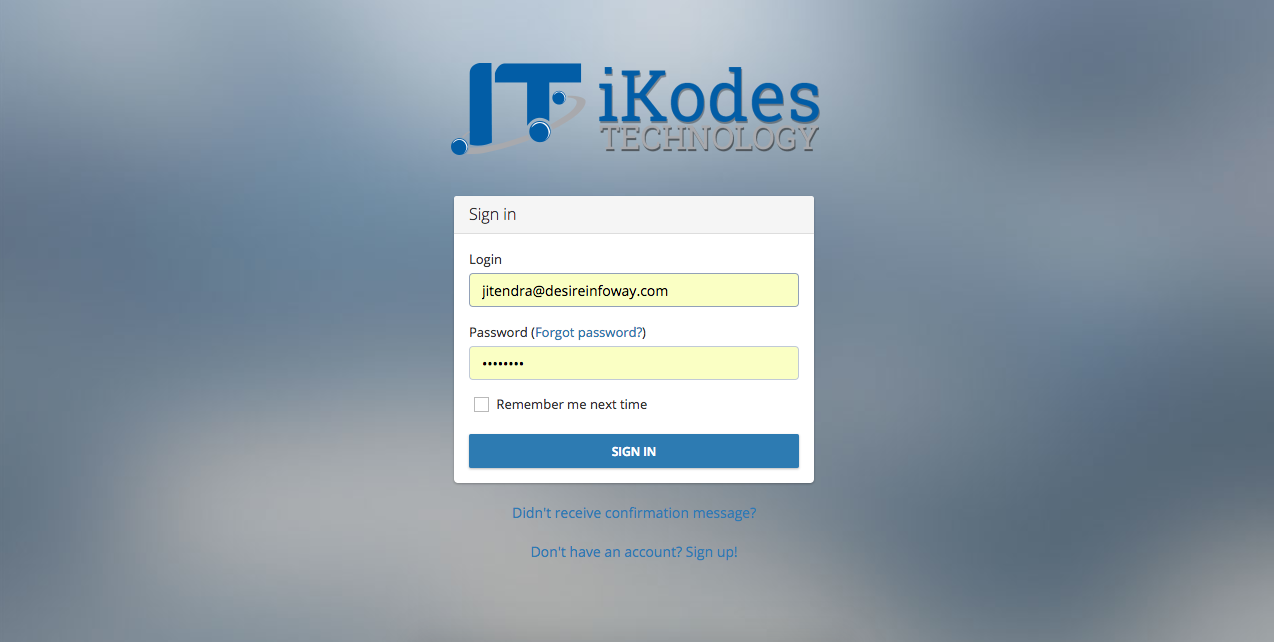 iKodes
TECHNOLOGY
Sign in
Login
jitendra@desireinfoway.com
Password (Forgot password?)
••••••••
Remember me next time
SIGN IN
Didn't receive confirmation message?
Don't have an account? Sign up!